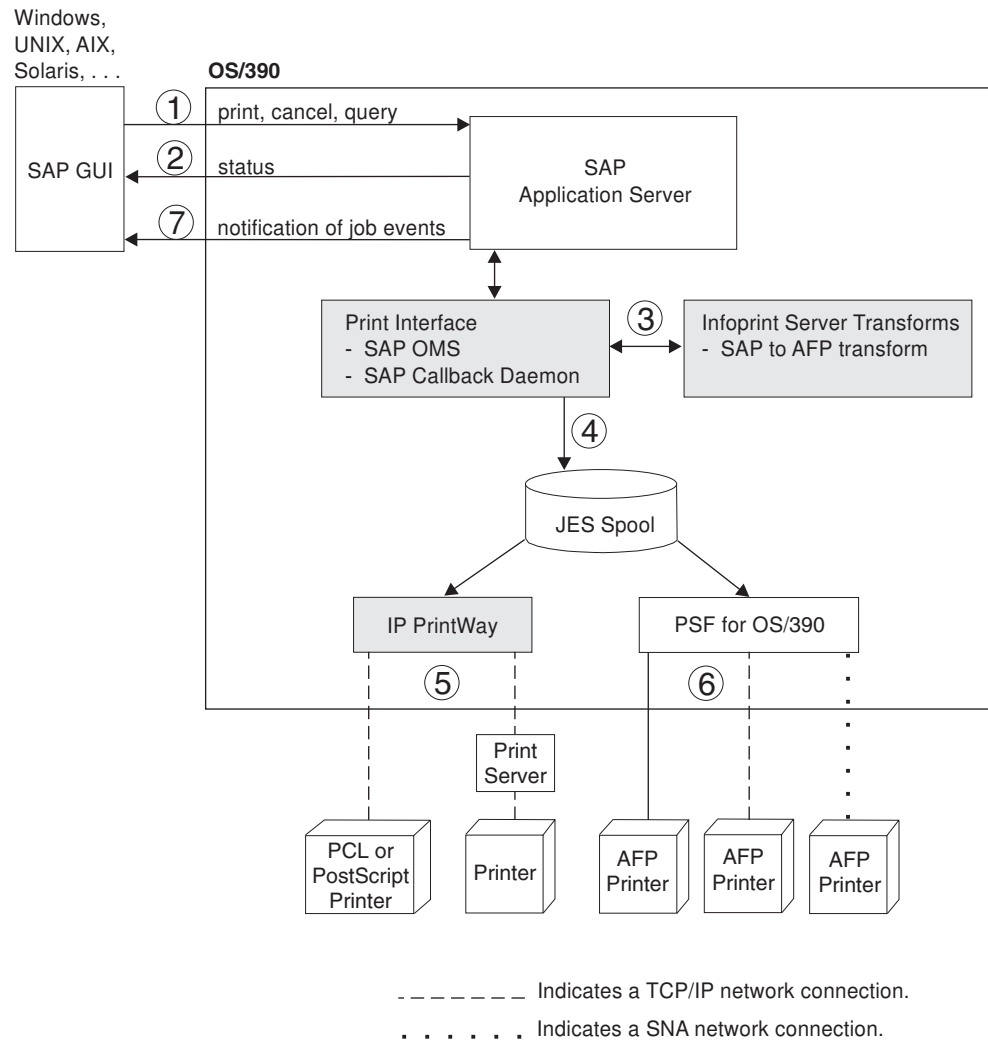 Windows,
UNIX, AIX,
Solaris, . . .
OS/390
SAP GUI
1
print, cancel, query
2
status
7
notification of job events
SAP
Application Server
Print Interface
- SAP OMS
- SAP Callback Daemon
3
Infoprint Server Transforms
- SAP to AFP transform
4
JES Spool
IP PrintWay
PSF for OS/390
5
6
Print
Server
PCL or
PostScript
Printer
Printer
AFP
Printer
AFP
Printer
AFP
Printer
Indicates a TCP/IP network connection.
Indicates a SNA network connection.